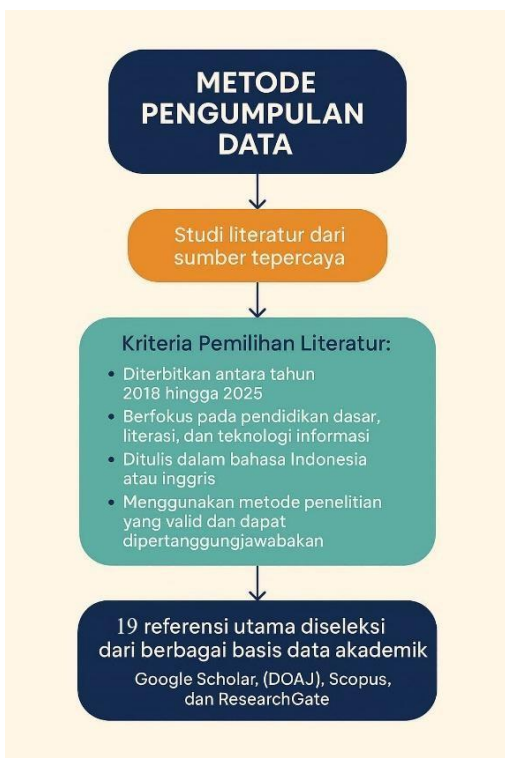 METODE
PENGUMPULAN
DATA
Studi literatur dari
sumber tepercaya
Kriteria Pemilihan Literatur:
• Diterbitkan antara tahun
2018 hingga 2025
• Berfokus pada pendidikan dasar,
literasi, dan teknologi informasi
• Ditulis dalam bahasa Indonesia
atau inggris
• Menggunakan metode penelitian
yang valid dan dapat
dipertanggungjawabakan
19 referensi utama diseleksi
dari berbagai basis data akademik
Google Scholar, (DOAJ), Scopus,
dan ResearchGate